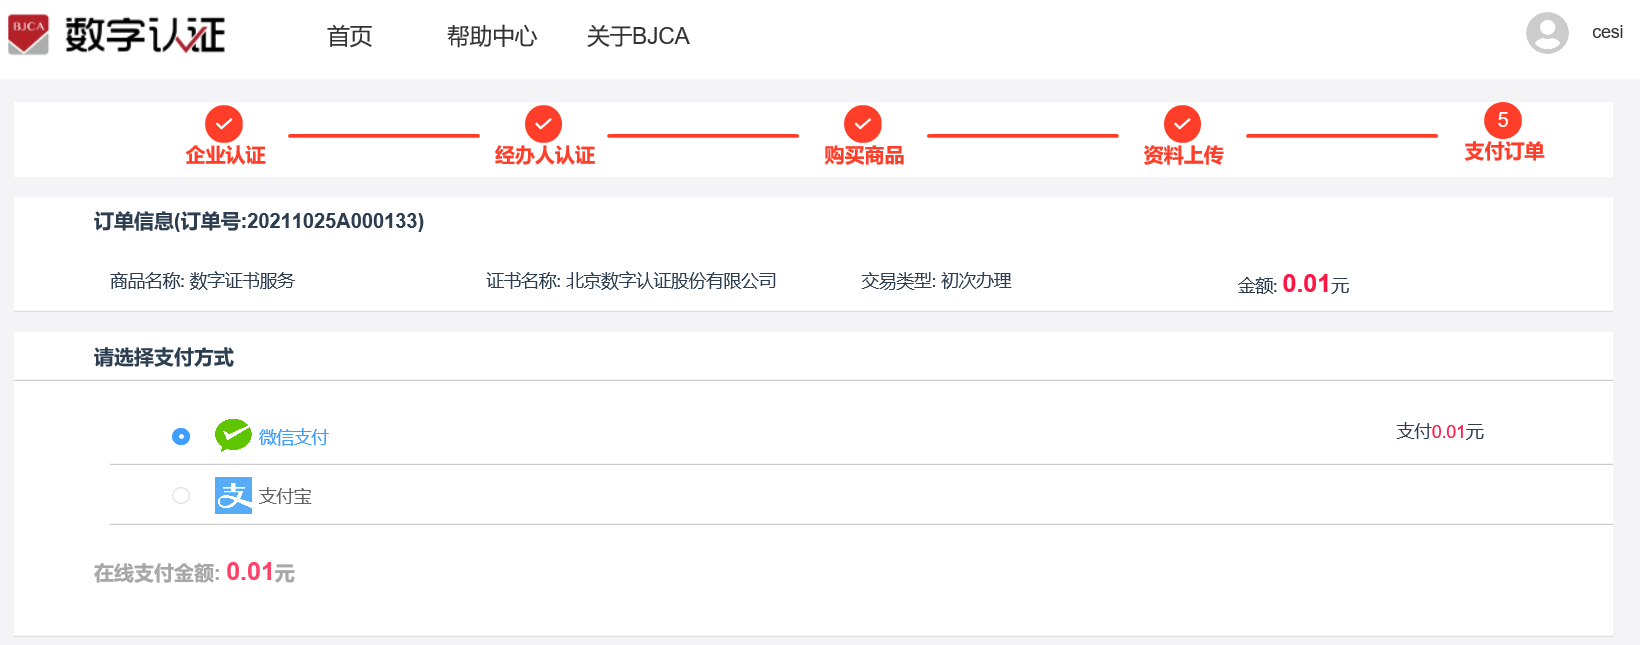 BJCA 数字认证 首页 帮助中心 关于BJCA cesi
5
企业认证 经办人认证 购买商品 资料上传 支付订单
订单信息(订单号:20211025A000133)
商品名称: 数字证书服务 证书名称: 北京数字认证股份有限公司 交易类型: 初次办理 金额: 0.01元
请选择支付方式
微信支付 支付0.01元
支 支付宝
在线支付金额: 0.01元